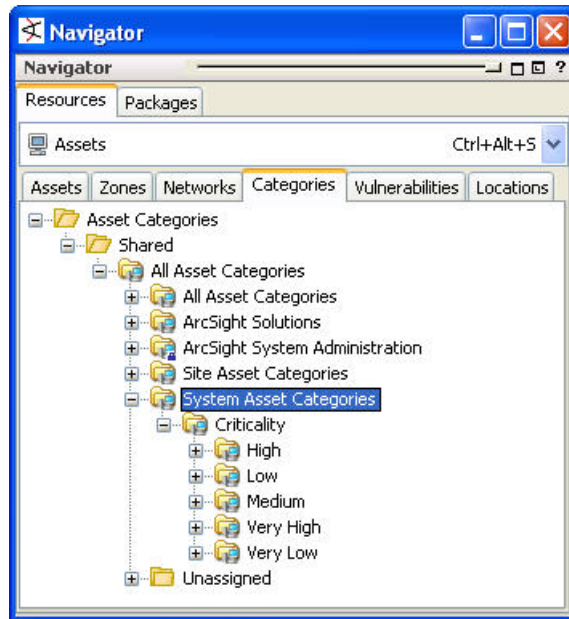 Navigator
Navigator ?
Resources Packages
Assets Ctrl+Alt+S
Assets Zones Networks Categories Vulnerabilities Locations
Asset Categories
Shared
All Asset Categories
All Asset Categories
ArcSight Solutions
ArcSight System Administration
Site Asset Categories
System Asset Categories
Criticality
High
Low
Medium
Very High
Very Low
Unassigned